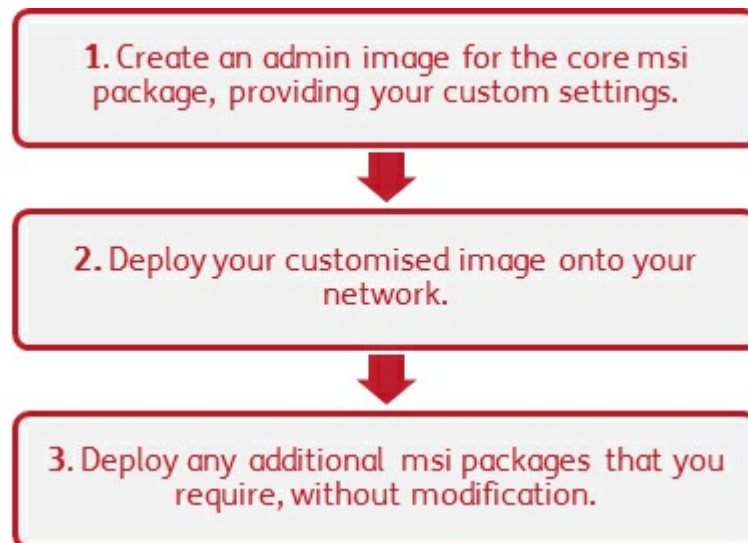 1. Create an admin image for the core msi
package, providing your custom settings.
2. Deploy your customised image onto your
network.
3. Deploy any additional msi packages that you
require, without modification.